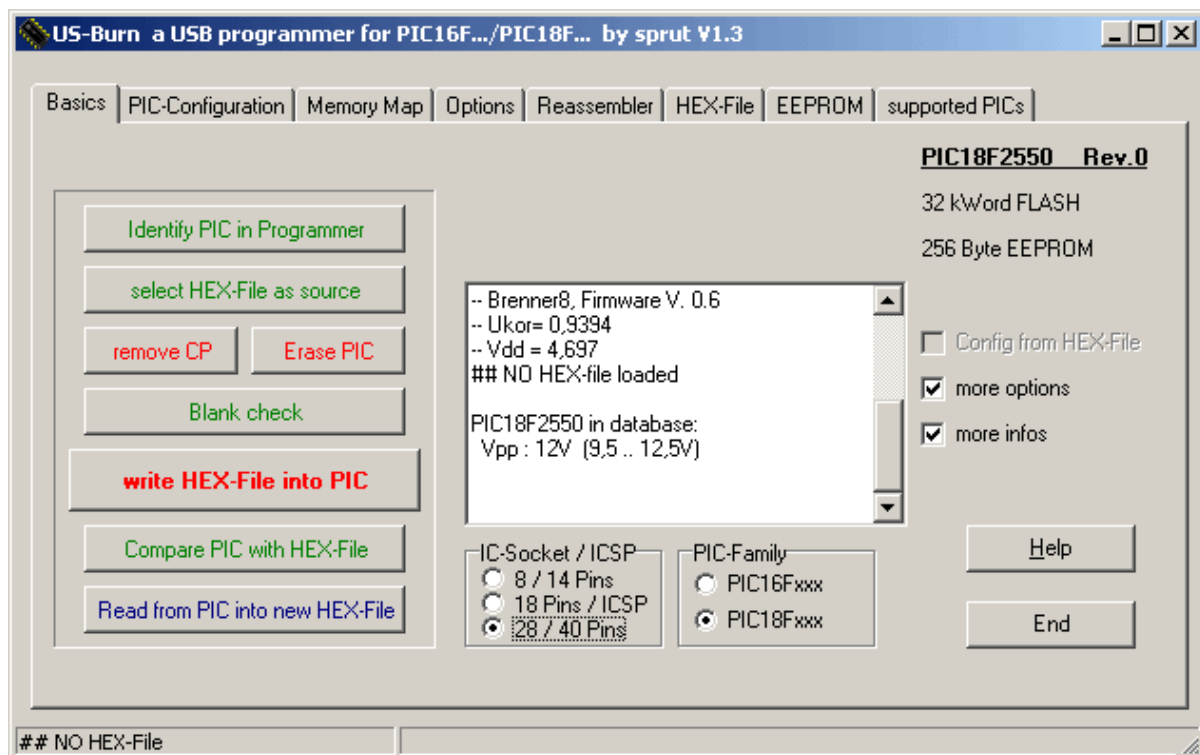 US-Burn a USB programmer for PIC16F.../PIC18F... by sprut V1.3
Basics PIC-Configuration Memory Map Options Reassembler HEX-File EEPROM supported PICs
PIC18F2550 Rev.0
32 kWord FLASH
256 Byte EEPROM
Identify PIC in Programmer
select HEX-File as source
remove CP Erase PIC
Blank check
write HEX-File into PIC
Compare PIC with HEX-File
Read from PIC into new HEX-File
-- Brenner8, Firmware V. 0.6
-- Ukor= 0,9394
-- Vdd = 4,697
## NO HEX-file loaded
PIC18F2550 in database:
Vpp : 12V (9,5 .. 12,5V)
Config from HEX-File
more options
more infos
IC-Socket / ICSP
8 / 14 Pins
18 Pins / ICSP
28 / 40 Pins
PIC-Family
PIC16Fxxx
PIC18Fxxx
Help
End
## NO HEX-File